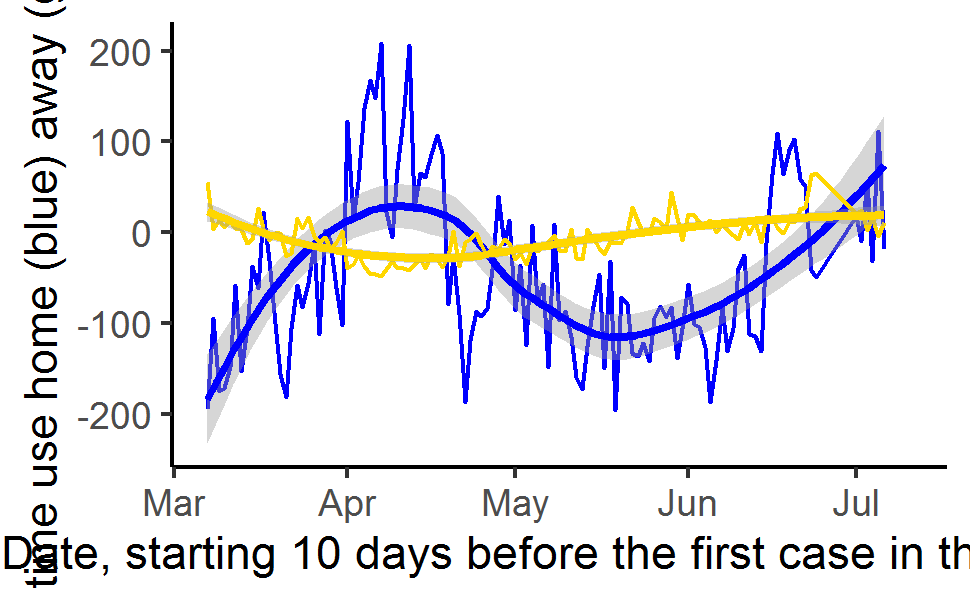 time use home (blue) away (
200
100
0
-100
-200
Mar Apr May Jun Jul
Date, starting 10 days before the first case in th